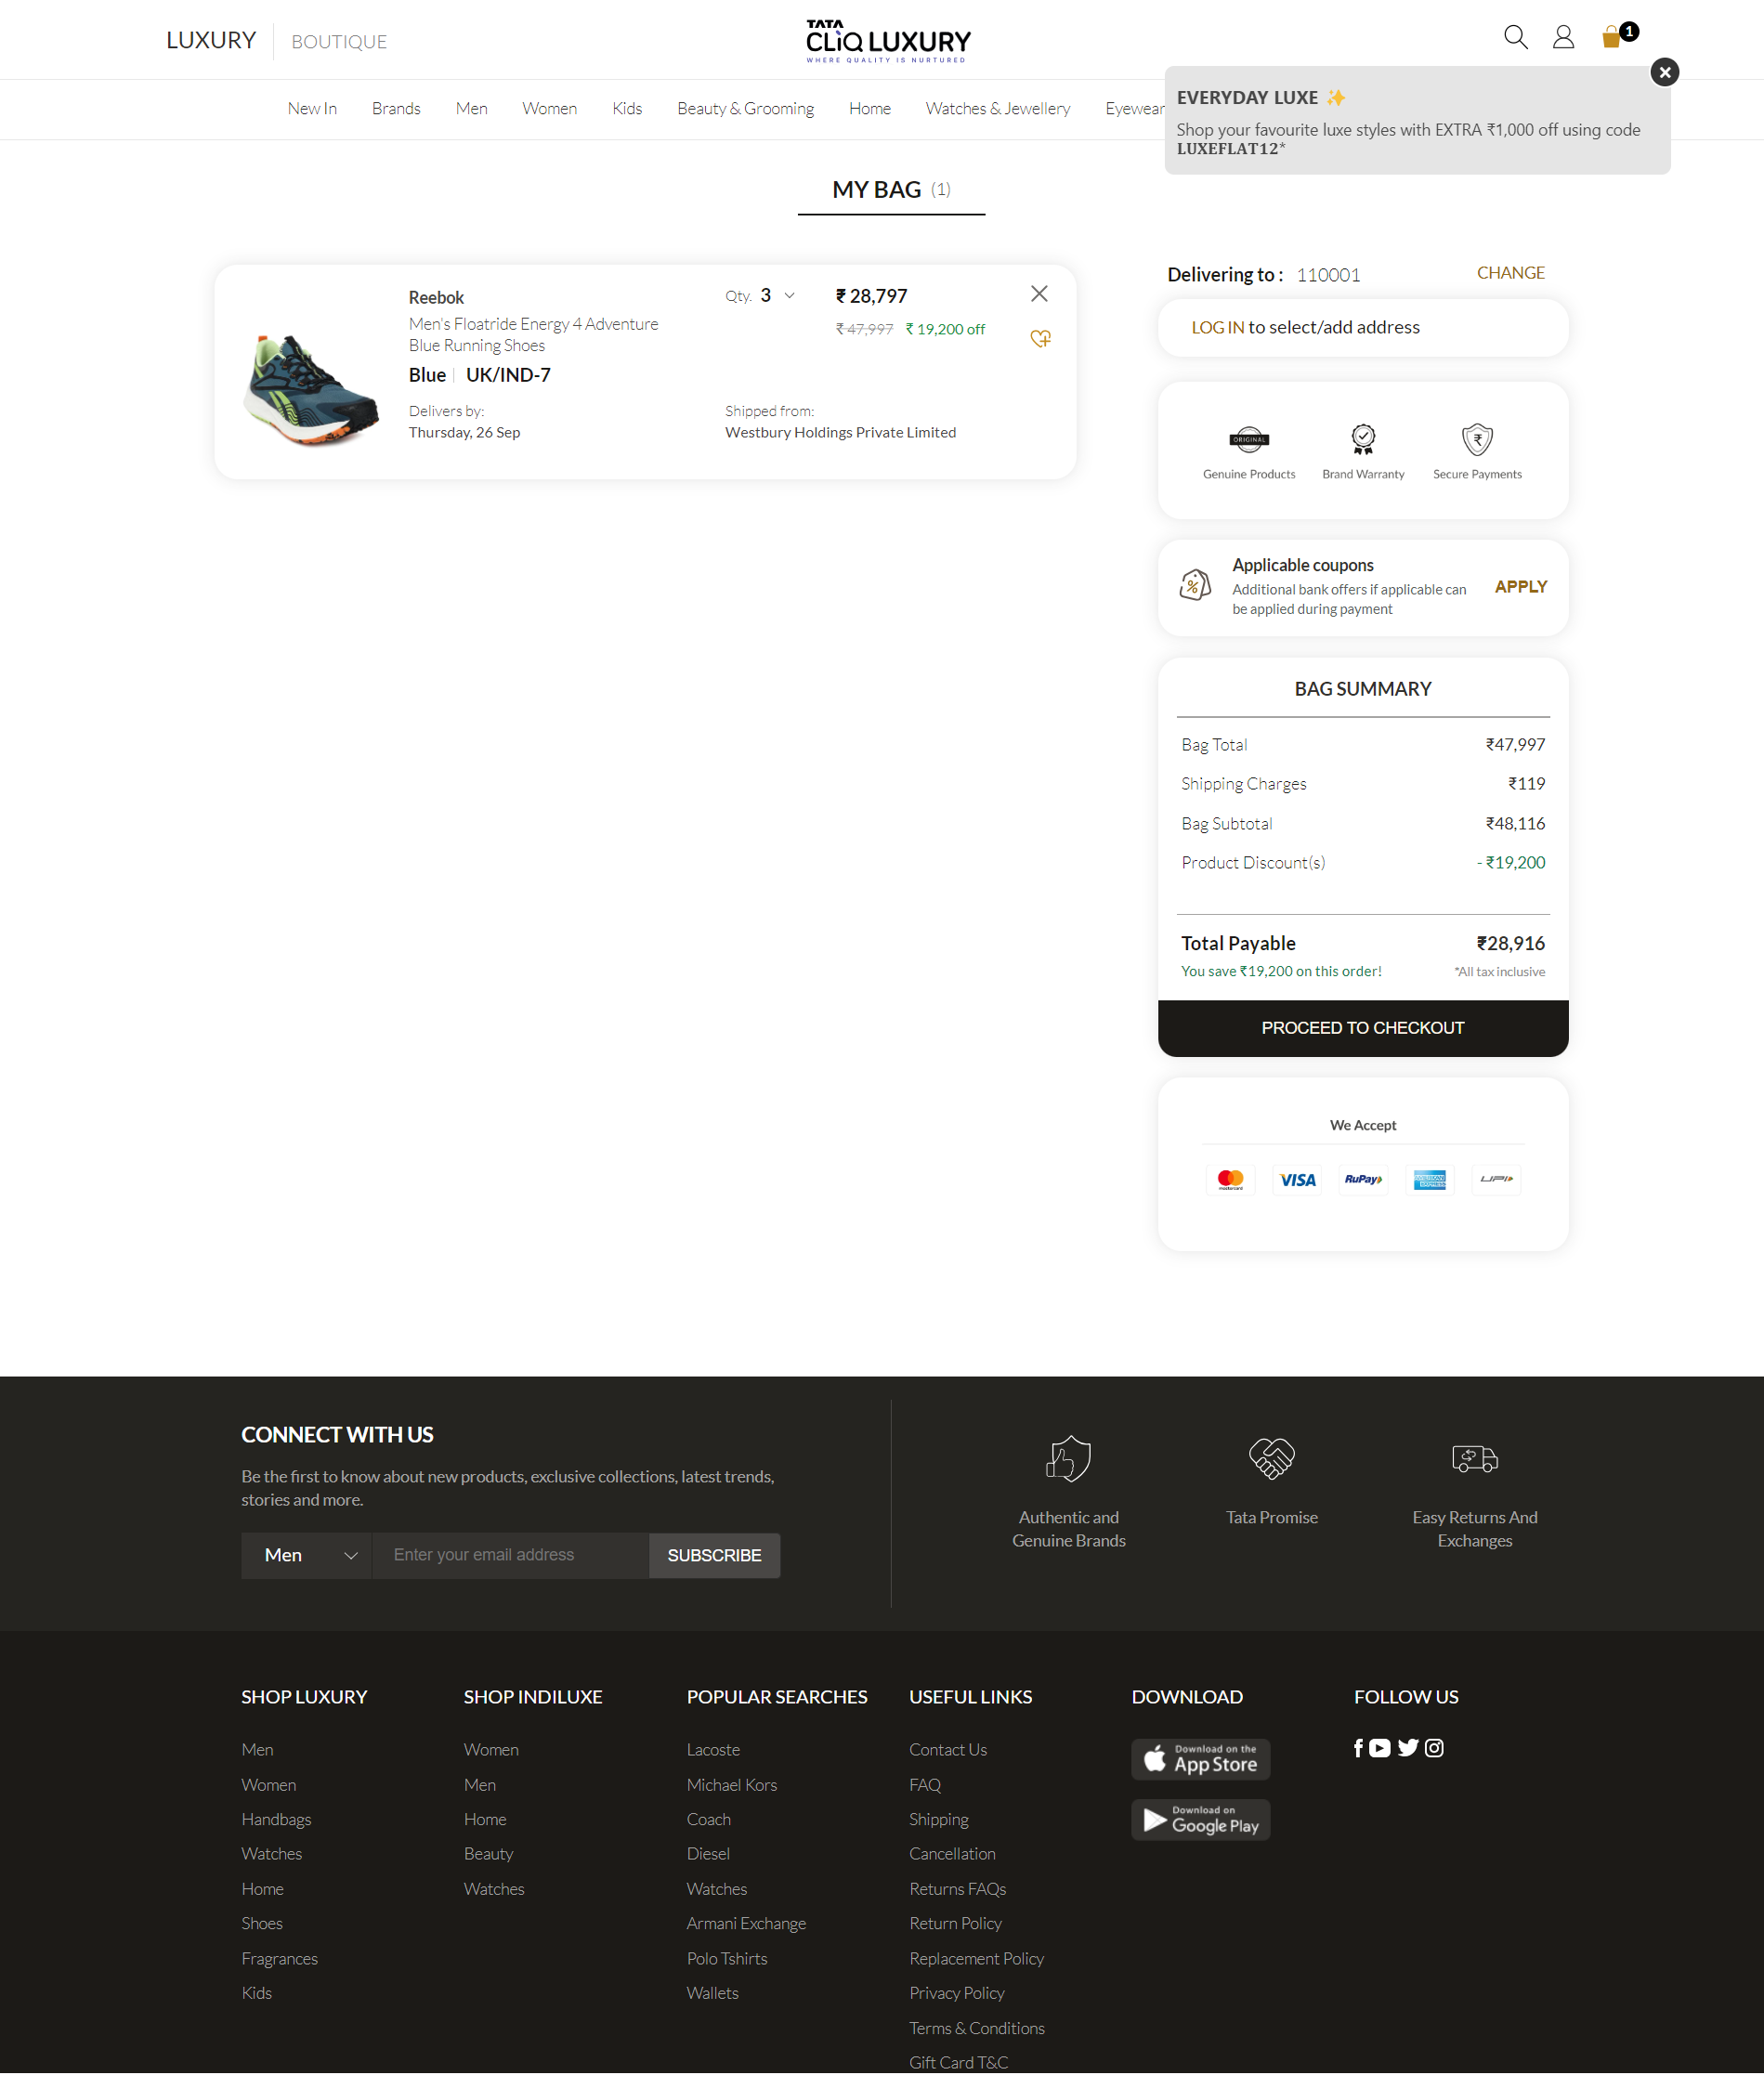 LUXURY
BOUTIQUE
TATA
CLiQ LUXURY
WHERE QUALITY IS NURTURED
1
New In
Brands
Men
Women
Kids
Beauty & Grooming
Home
Watches & Jewellery
Eyewear
EVERYDAY LUXE ✨
Shop your favourite luxe styles with EXTRA ₹1,000 off using code
LUXEFLAT12*
MY BAG (1)
Reebok
Men's Floatride Energy 4 Adventure
Blue Running Shoes
Blue | UK/IND-7
Delivers by:
Thursday, 26 Sep
Qty. 3
₹ 28,797
₹ 47,997 ₹ 19,200 off
Shipped from:
Westbury Holdings Private Limited
Delivering to : 110001
CHANGE
LOG IN to select/add address
ORIGINAL
Genuine Products
Brand Warranty
₹
Secure Payments
%
Applicable coupons
Additional bank offers if applicable can
be applied during payment
APPLY
BAG SUMMARY
Bag Total ₹47,997
Shipping Charges ₹119
Bag Subtotal ₹48,116
Product Discount(s) - ₹19,200
Total Payable ₹28,916
You save ₹19,200 on this order! *All tax inclusive
PROCEED TO CHECKOUT
We Accept
mastercard
VISA
RuPay
UPI
CONNECT WITH US
Be the first to know about new products, exclusive collections, latest trends,
stories and more.
Men
Enter your email address
SUBSCRIBE
Authentic and
Genuine Brands
Tata Promise
Easy Returns And
Exchanges
SHOP LUXURY
Men
Women
Handbags
Watches
Home
Shoes
Fragrances
Kids
SHOP INDILUXE
Women
Men
Home
Beauty
Watches
POPULAR SEARCHES
Lacoste
Michael Kors
Coach
Diesel
Watches
Armani Exchange
Polo Tshirts
Wallets
USEFUL LINKS
Contact Us
FAQ
Shipping
Cancellation
Returns FAQs
Return Policy
Replacement Policy
Privacy Policy
Terms & Conditions
Gift Card T&C
DOWNLOAD
Download on the
App Store
Download on
Google Play
FOLLOW US